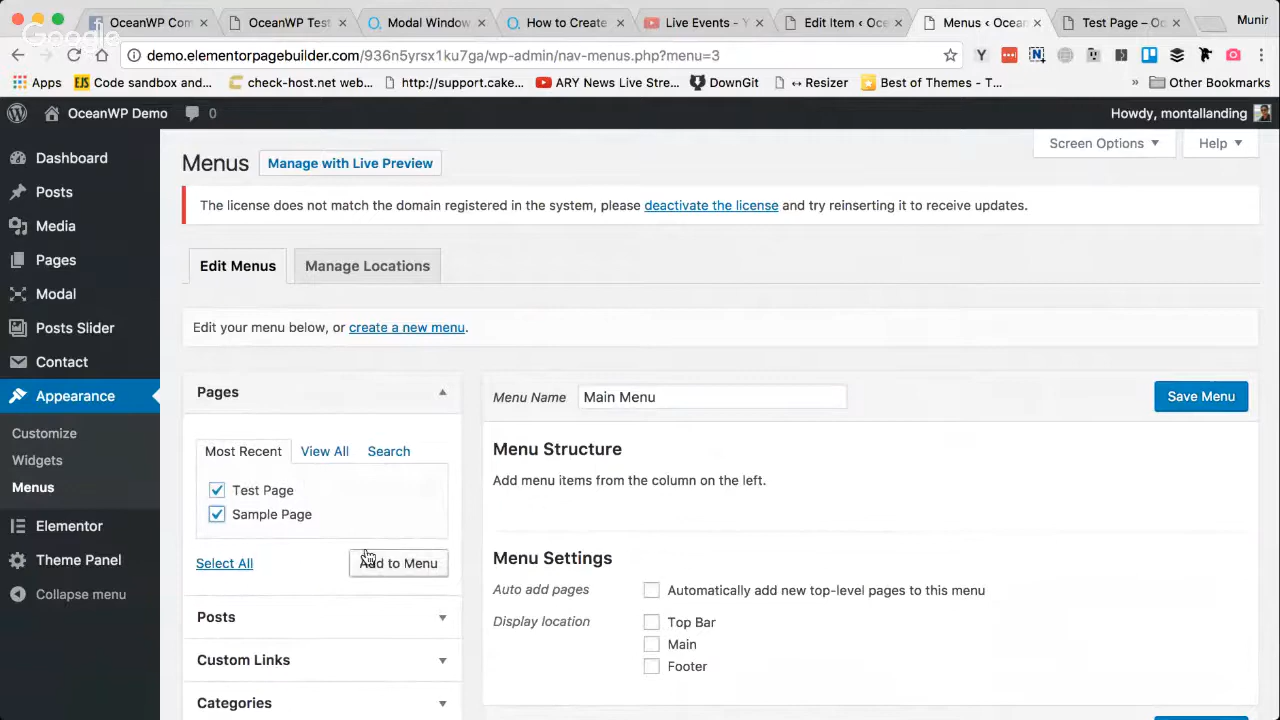 OceanWP Com
OceanWP Test
Modal Window
How to Create
Live Events -
Edit Item < Oce
Menus < Ocean
Test Page – Oc
Munir
Google
demo.elementorpagebuilder.com/936n5yrsx1ku7ga/wp-admin/nav-menus.php?menu=3
Apps
EJS
Code sandbox and...
check-host.net web...
http://support.cake...
ARY News Live Stre...
DownGit
↔ Resizer
Best of Themes - T...
»
Other Bookmarks
OceanWP Demo
0
Howdy, montallanding
Dashboard
Posts
Media
Pages
Modal
Posts Slider
Contact
Appearance
Customize
Widgets
Menus
Elementor
Theme Panel
Collapse menu
Screen Options
Help
Menus
Manage with Live Preview
The license does not match the domain registered in the system, please deactivate the license and try reinserting it to receive updates.
Edit Menus
Manage Locations
Edit your menu below, or create a new menu.
Pages
Most Recent
View All
Search
Test Page
Sample Page
Select All
Add to Menu
Posts
Custom Links
Categories
Menu Name
Main Menu
Save Menu
Menu Structure
Add menu items from the column on the left.
Menu Settings
Auto add pages
Automatically add new top-level pages to this menu
Display location
Top Bar
Main
Footer